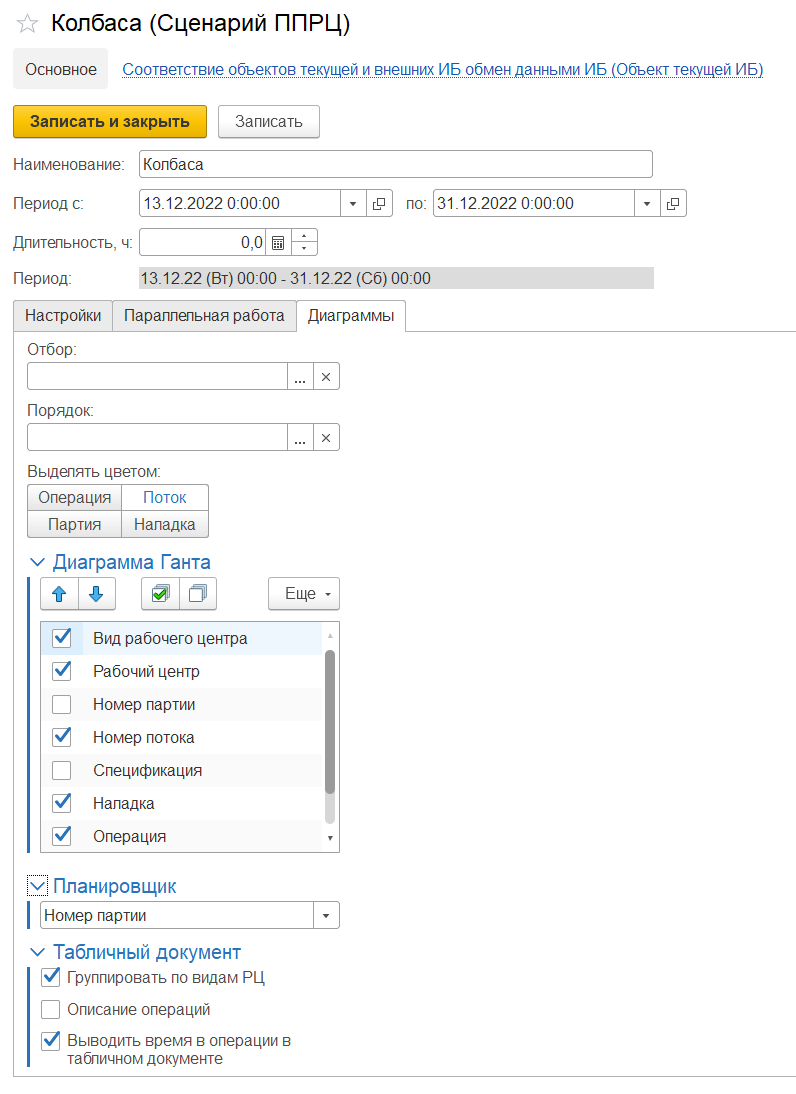 Колбаса (Сценарий ППРЦ)
Основное Соответствие объектов текущей и внешних ИБ обмен данными ИБ (Объект текущей ИБ)
Записать и закрыть Записать
Наименование: Колбаса
Период с: 13.12.2022 0:00:00 по: 31.12.2022 0:00:00
Длительность, ч: 0,0
Период: 13.12.22 (Вт) 00:00 - 31.12.22 (Сб) 00:00
Настройки Параллельная работа Диаграммы
Отбор:
...
Порядок:
...
Выделять цветом:
Операция Поток
Партия Наладка
Диаграмма Ганта
Еще
Вид рабочего центра
Рабочий центр
Номер партии
Номер потока
Спецификация
Наладка
Операция
Планировщик
Номер партии
Табличный документ
Группировать по видам РЦ
Описание операций
Выводить время в операции в
табличном документе